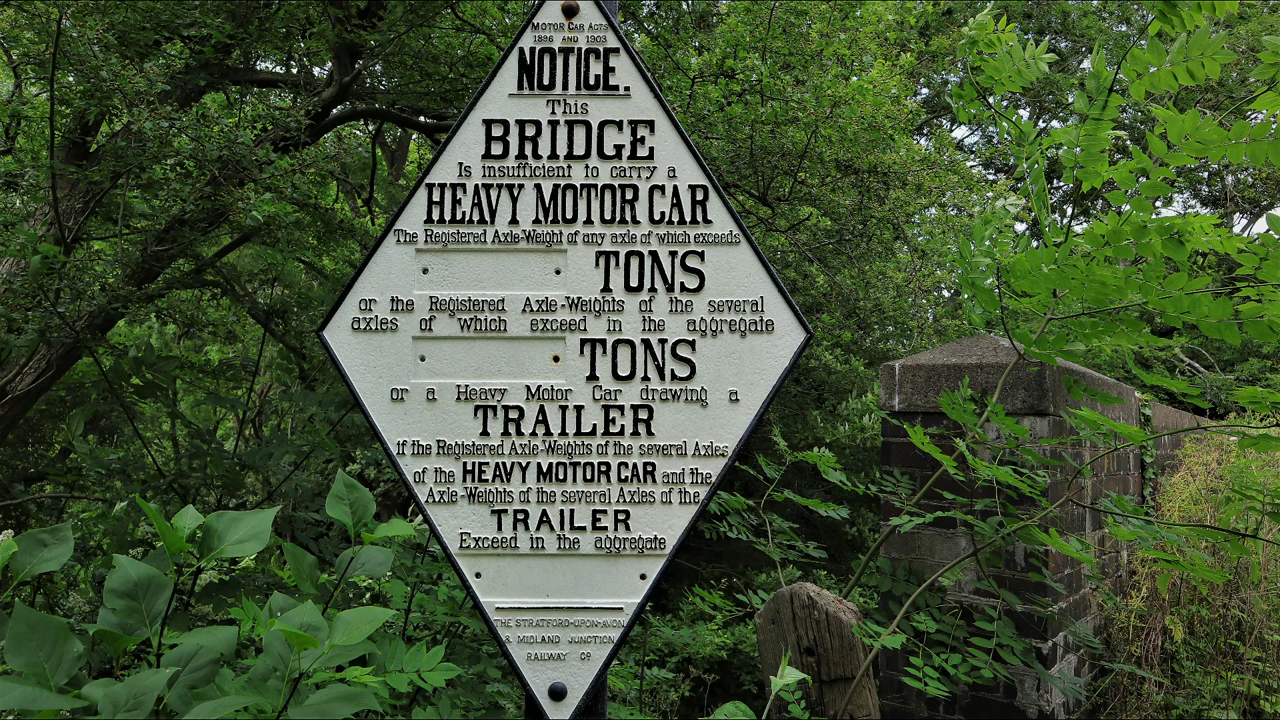 MOTOR CAR ACTS
1896 AND 1903
NOTICE.
This
BRIDGE
Is insufficient to carry a
HEAVY MOTOR CAR
The Registered Axle-Weight of any axle of which exceeds
TONS
or the Registered Axle-Weights of the several
axles of which exceed in the aggregate
TONS
or a Heavy Motor Car drawing a
TRAILER
if the Registered Axle-Weights of the several Axles
of the HEAVY MOTOR CAR and the
Axle-Weights of the several Axles of the
TRAILER
Exceed in the aggregate
THE STRATFORD-UPON-AVON
& MIDLAND JUNCTION
RAILWAY Co